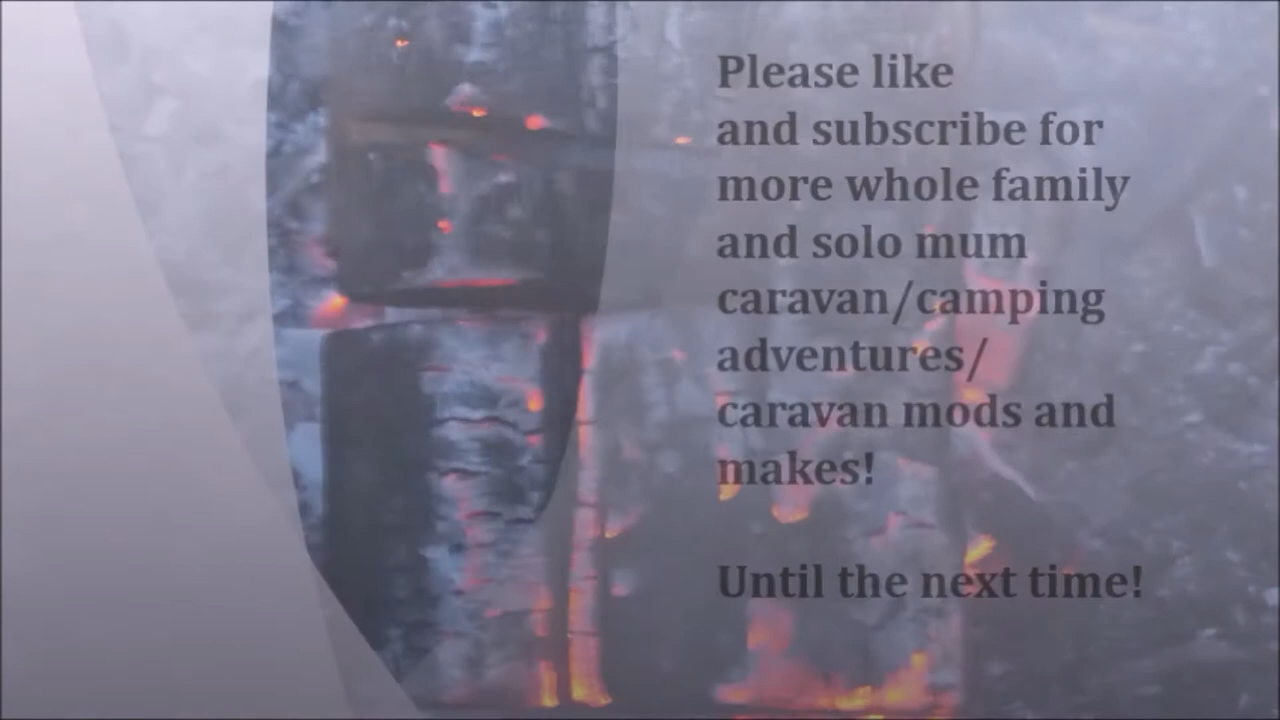 Please like
and subscribe for
more whole family
and solo mum
caravan/camping
adventures/
caravan mods and
makes!
Until the next time!